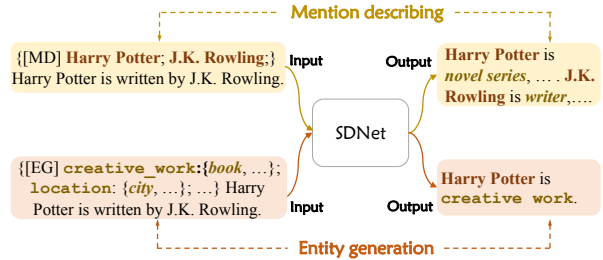 Mention describing
{[MD] Harry Potter; J.K. Rowling;}
Harry Potter is written by J.K. Rowling.
Input
Output
Harry Potter is
novel series, … . J.K.
Rowling is writer,….
SDNet
{[EG] creative_work:{book, …};
location: {city, …}; …} Harry
Potter is written by J.K. Rowling.
Input
Output
Harry Potter is
creative work.
Entity generation